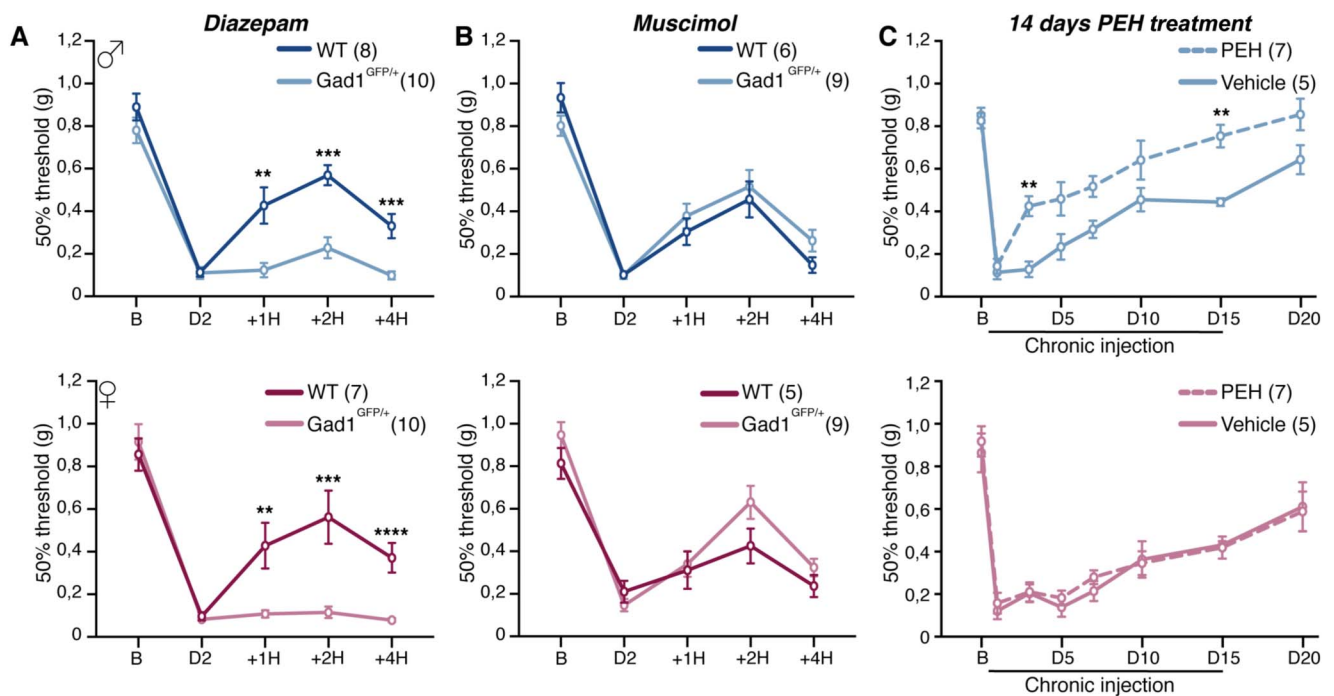 A
Diazepam
♂
1,2
1,0
0,8
0,6
0,4
0,2
0
50% threshold (g)
WT (8)
Gad1GFP/+ (10)
**
***
***
B
D2
+1H
+2H
+4H
B
Muscimol
1,2
1,0
0,8
0,6
0,4
0,2
0
50% threshold (g)
WT (6)
Gad1GFP/+ (9)
B
D2
+1H
+2H
+4H
C
14 days PEH treatment
1,2
1,0
0,8
0,6
0,4
0,2
0
50% threshold (g)
PEH (7)
Vehicle (5)
**
**
B
D5
D10
D15
D20
Chronic injection
♀
1,2
1,0
0,8
0,6
0,4
0,2
0
50% threshold (g)
WT (7)
Gad1GFP/+ (10)
**
***
****
B
D2
+1H
+2H
+4H
1,2
1,0
0,8
0,6
0,4
0,2
0
50% threshold (g)
WT (5)
Gad1GFP/+ (9)
B
D2
+1H
+2H
+4H
1,2
1,0
0,8
0,6
0,4
0,2
0
50% threshold (g)
PEH (7)
Vehicle (5)
B
D5
D10
D15
D20
Chronic injection